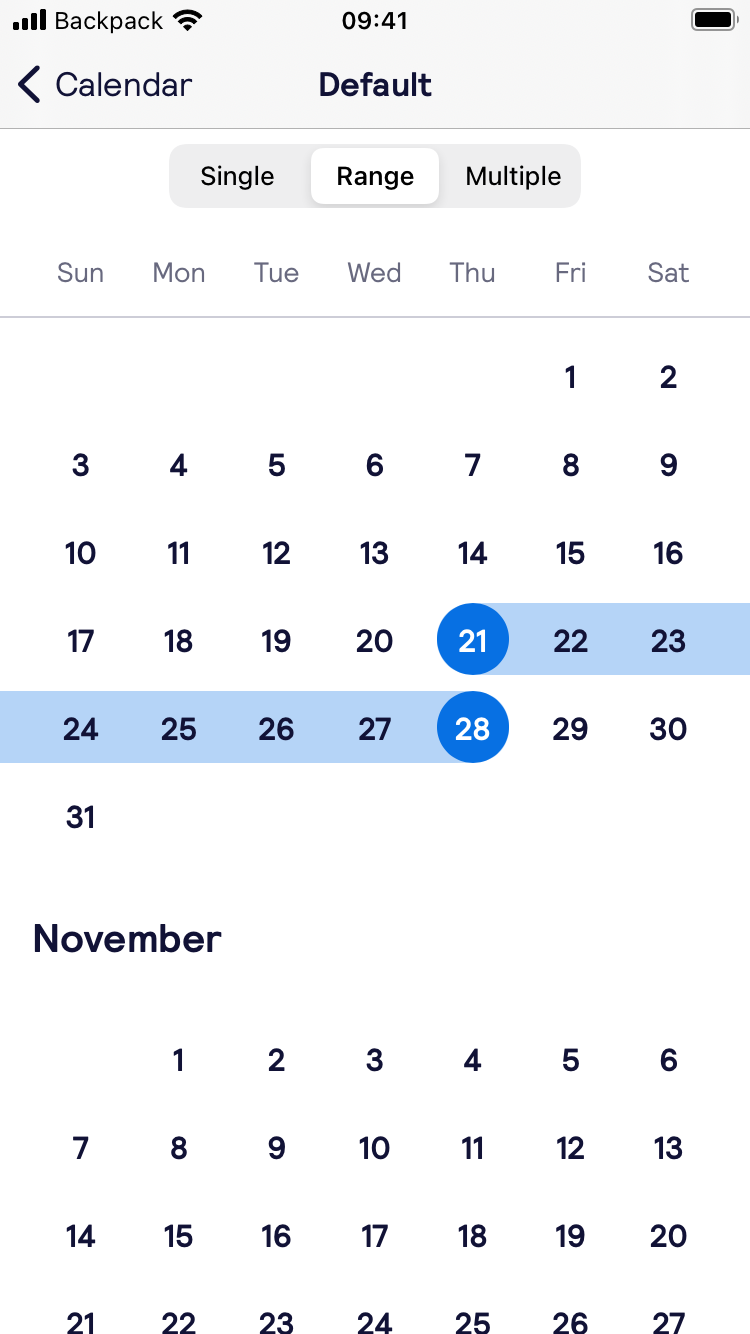 Backpack 09:41
Calendar Default
Single Range Multiple
Sun Mon Tue Wed Thu Fri Sat
1 2
3 4 5 6 7 8 9
10 11 12 13 14 15 16
17 18 19 20 21 22 23
24 25 26 27 28 29 30
31
November
1 2 3 4 5 6
7 8 9 10 11 12 13
14 15 16 17 18 19 20
21 22 23 24 25 26 27